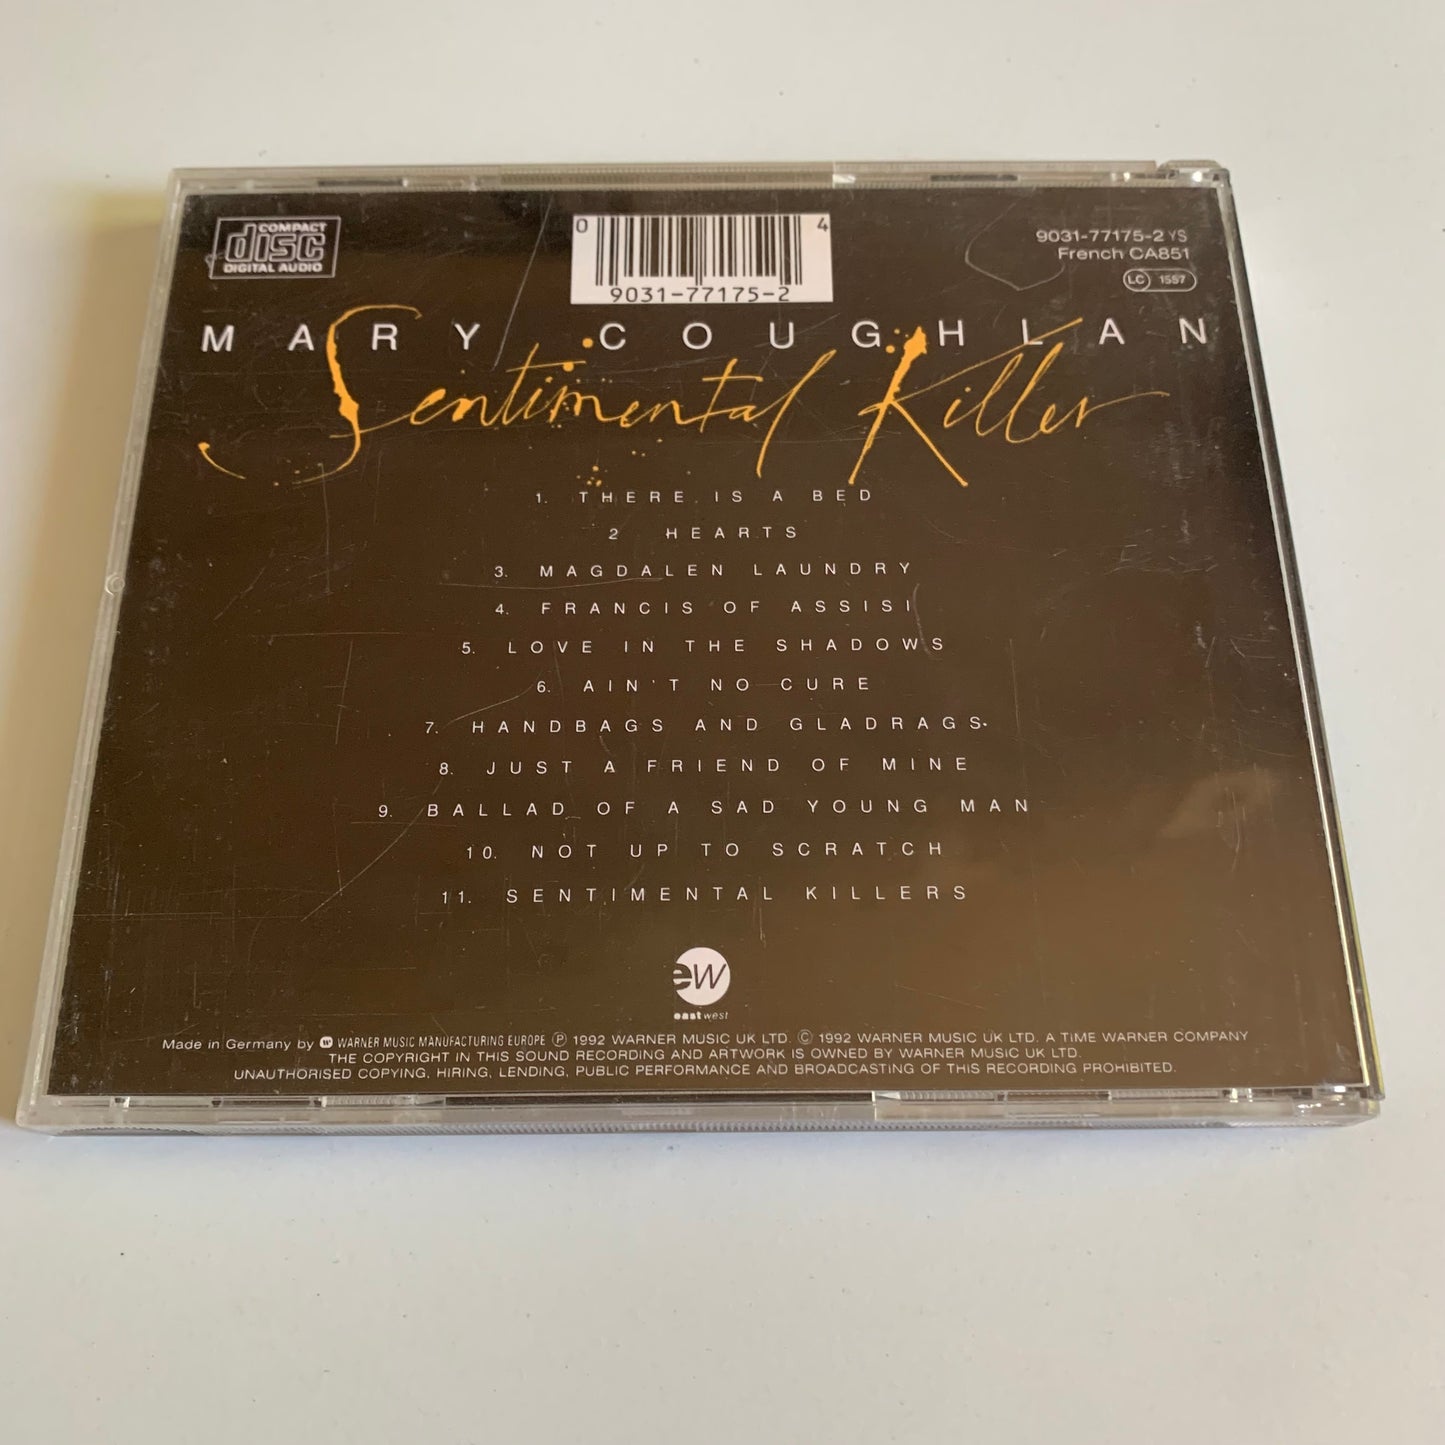 COMPACT
disc
DIGITAL AUDIO
0 4
9031-77175-2
9031-77175-2 YS
French CA851
LC 1557
MARY COUGHLAN
Sentimental Killer
1. THERE IS A BED
2 HEARTS
3. MAGDALEN LAUNDRY
4. FRANCIS OF ASSISI
5. LOVE IN THE SHADOWS
6. AIN'T NO CURE
7. HANDBAGS AND GLADRAGS
8. JUST A FRIEND OF MINE
9. BALLAD OF A SAD YOUNG MAN
10. NOT UP TO SCRATCH
11. SENTIMENTAL KILLERS
ew
eastwest
Made in Germany by WARNER MUSIC MANUFACTURING EUROPE Ⓟ 1992 WARNER MUSIC UK LTD. © 1992 WARNER MUSIC UK LTD. A TIME WARNER COMPANY
THE COPYRIGHT IN THIS SOUND RECORDING AND ARTWORK IS OWNED BY WARNER MUSIC UK LTD.
UNAUTHORISED COPYING, HIRING, LENDING, PUBLIC PERFORMANCE AND BROADCASTING OF THIS RECORDING PROHIBITED.